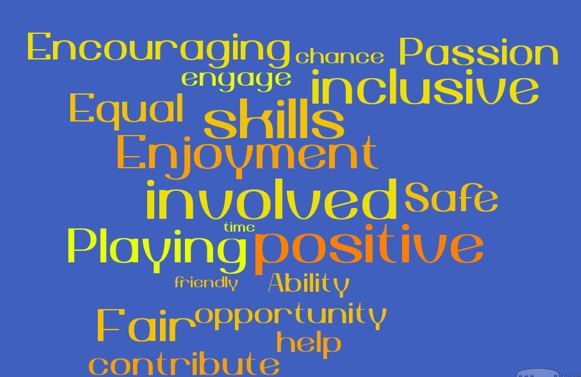 Encouraging chance Passion
engage inclusive
Equal skills
Enjoyment
involved Safe
time
Playing positive
friendly Ability
Fair opportunity
help
contribute